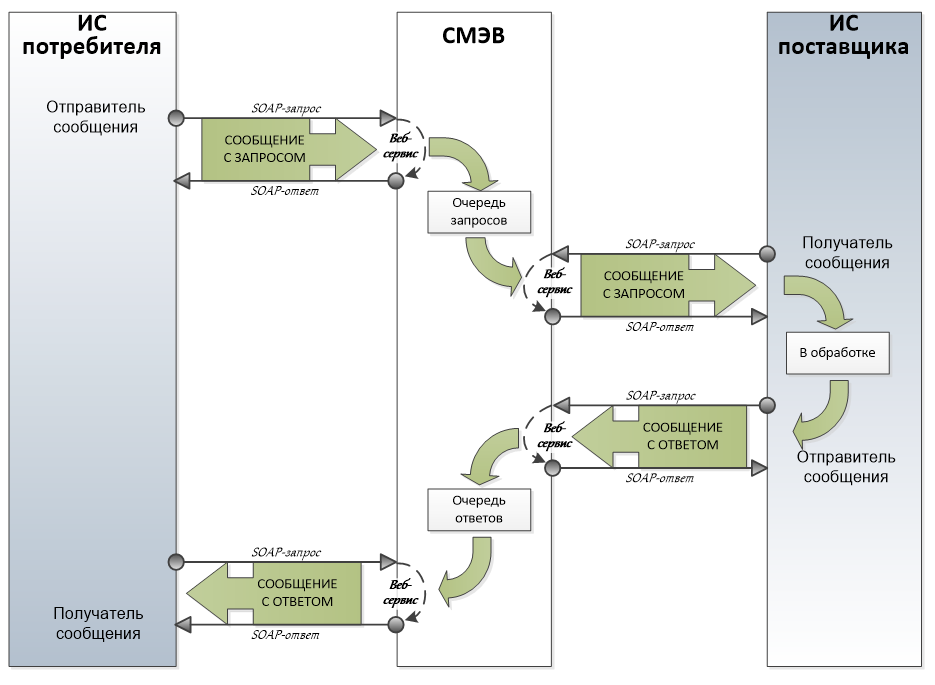 ИС
потребителя
СМЭВ
ИС
поставщика
Отправитель
сообщения
SOAP-запрос
СООБЩЕНИЕ
С ЗАПРОСОМ
Веб-
сервис
SOAP-ответ
Очередь
запросов
SOAP-запрос
Получатель
сообщения
Веб-
сервис
СООБЩЕНИЕ
С ЗАПРОСОМ
SOAP-ответ
В обработке
SOAP-запрос
Веб-
сервис
СООБЩЕНИЕ
С ОТВЕТОМ
Отправитель
сообщения
SOAP-ответ
Очередь
ответов
SOAP-запрос
СООБЩЕНИЕ
С ОТВЕТОМ
Веб-
сервис
Получатель
сообщения
SOAP-ответ